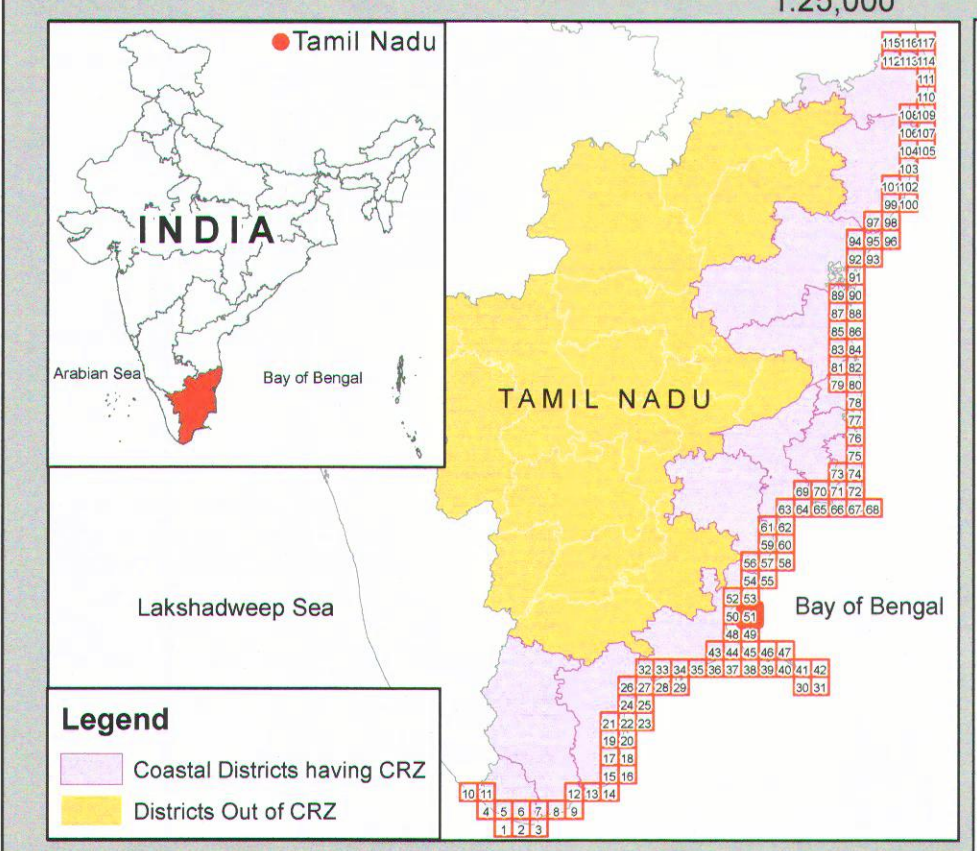 1:25,000
Tamil Nadu
INDIA
Arabian Sea
Bay of Bengal
TAMIL NADU
Lakshadweep Sea
Bay of Bengal
115 116 117
112 113 114
111
110
108 109
106 107
104 105
103
101 102
99 100
97 98
94 95 96
92 93
91
89 90
87 88
85 86
83 84
81 82
79 80
78
77
76
75
73 74
69 70 71 72
63 64 65 66 67 68
61 62
59 60
56 57 58
54 55
52 53
50 51
48 49
43 44 45 46 47
32 33 34 35 36 37 38 39 40 41 42
26 27 28 29 30 31
24 25
21 22 23
19 20
17 18
15 16
10 11 12 13 14
4 5 6 7 8 9
1 2 3
Legend
Coastal Districts having CRZ
Districts Out of CRZ